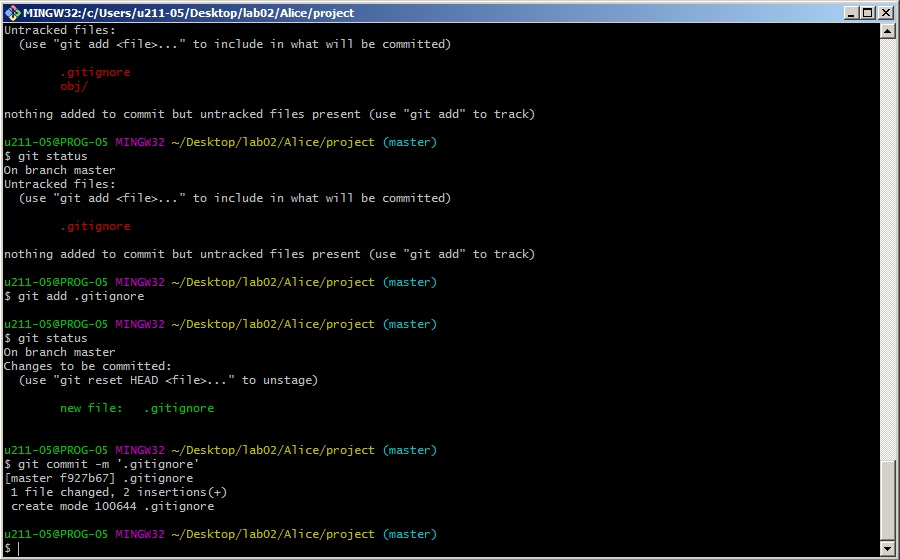 MINGW32:/c/Users/u211-05/Desktop/lab02/Alice/project
Untracked files:
  (use "git add <file>..." to include in what will be committed)
        .gitignore
        obj/
nothing added to commit but untracked files present (use "git add" to track)
u211-05@PROG-05 MINGW32 ~/Desktop/lab02/Alice/project (master)
$ git status
On branch master
Untracked files:
  (use "git add <file>..." to include in what will be committed)
        .gitignore
nothing added to commit but untracked files present (use "git add" to track)
u211-05@PROG-05 MINGW32 ~/Desktop/lab02/Alice/project (master)
$ git add .gitignore
u211-05@PROG-05 MINGW32 ~/Desktop/lab02/Alice/project (master)
$ git status
On branch master
Changes to be committed:
  (use "git reset HEAD <file>..." to unstage)
        new file:   .gitignore
u211-05@PROG-05 MINGW32 ~/Desktop/lab02/Alice/project (master)
$ git commit -m '.gitignore'
[master f927b67] .gitignore
 1 file changed, 2 insertions(+)
 create mode 100644 .gitignore
u211-05@PROG-05 MINGW32 ~/Desktop/lab02/Alice/project (master)
$